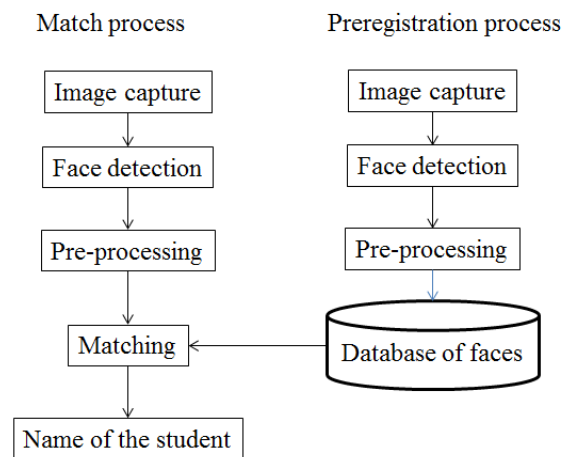 Match process
Preregistration process
Image capture
Image capture
Face detection
Face detection
Pre-processing
Pre-processing
Matching
Database of faces
Name of the student